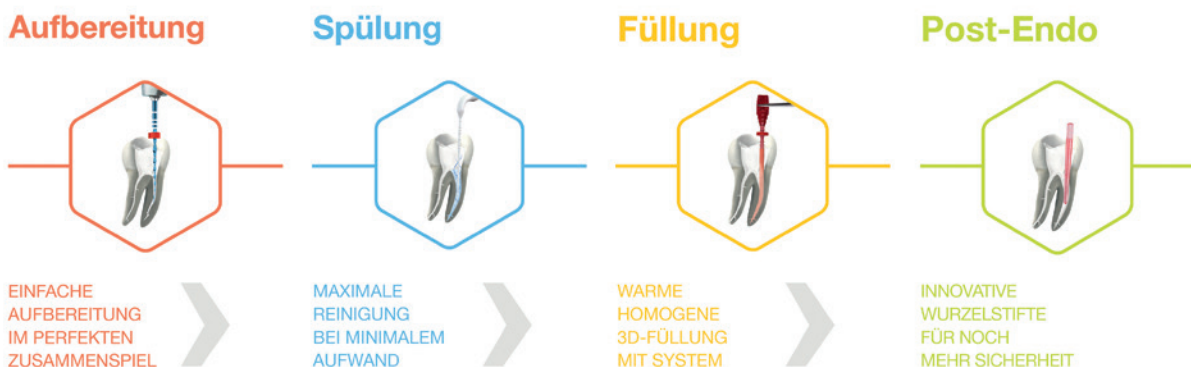 Aufbereitung
EINFACHE
AUFBEREITUNG
IM PERFEKTEN
ZUSAMMENSPIEL
Spülung
MAXIMALE
REINIGUNG
BEI MINIMALEM
AUFWAND
Füllung
WARME
HOMOGENE
3D-FÜLLUNG
MIT SYSTEM
Post-Endo
INNOVATIVE
WURZELSTIFTE
FÜR NOCH
MEHR SICHERHEIT